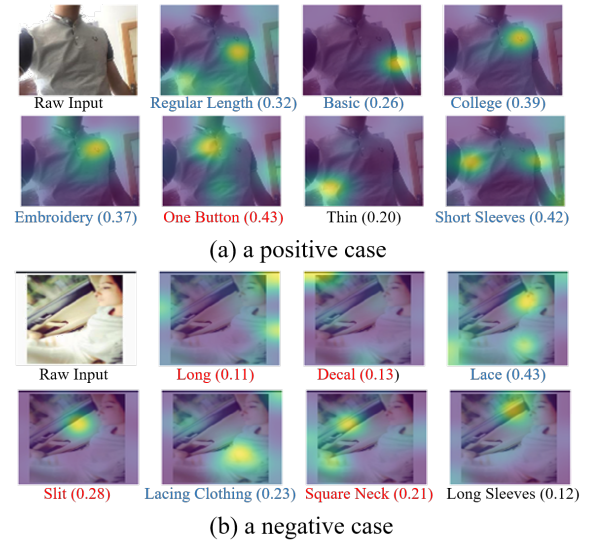 Raw Input
Regular Length (0.32)
Basic (0.26)
College (0.39)
Embroidery (0.37)
One Button (0.43)
Thin (0.20)
Short Sleeves (0.42)
(a) a positive case
Raw Input
Long (0.11)
Decal (0.13)
Lace (0.43)
Slit (0.28)
Lacing Clothing (0.23)
Square Neck (0.21)
Long Sleeves (0.12)
(b) a negative case